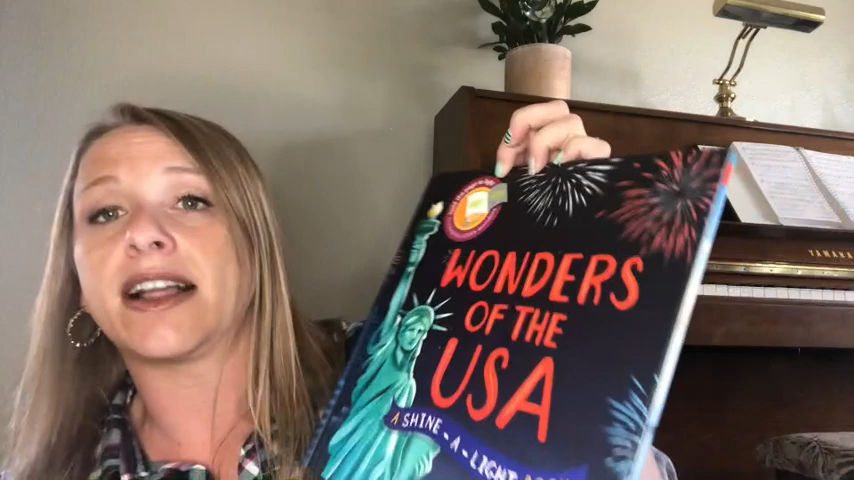 WONDERS
OF THE
USA
A SHINE-A-LIGHT BOOK
YAMAHA